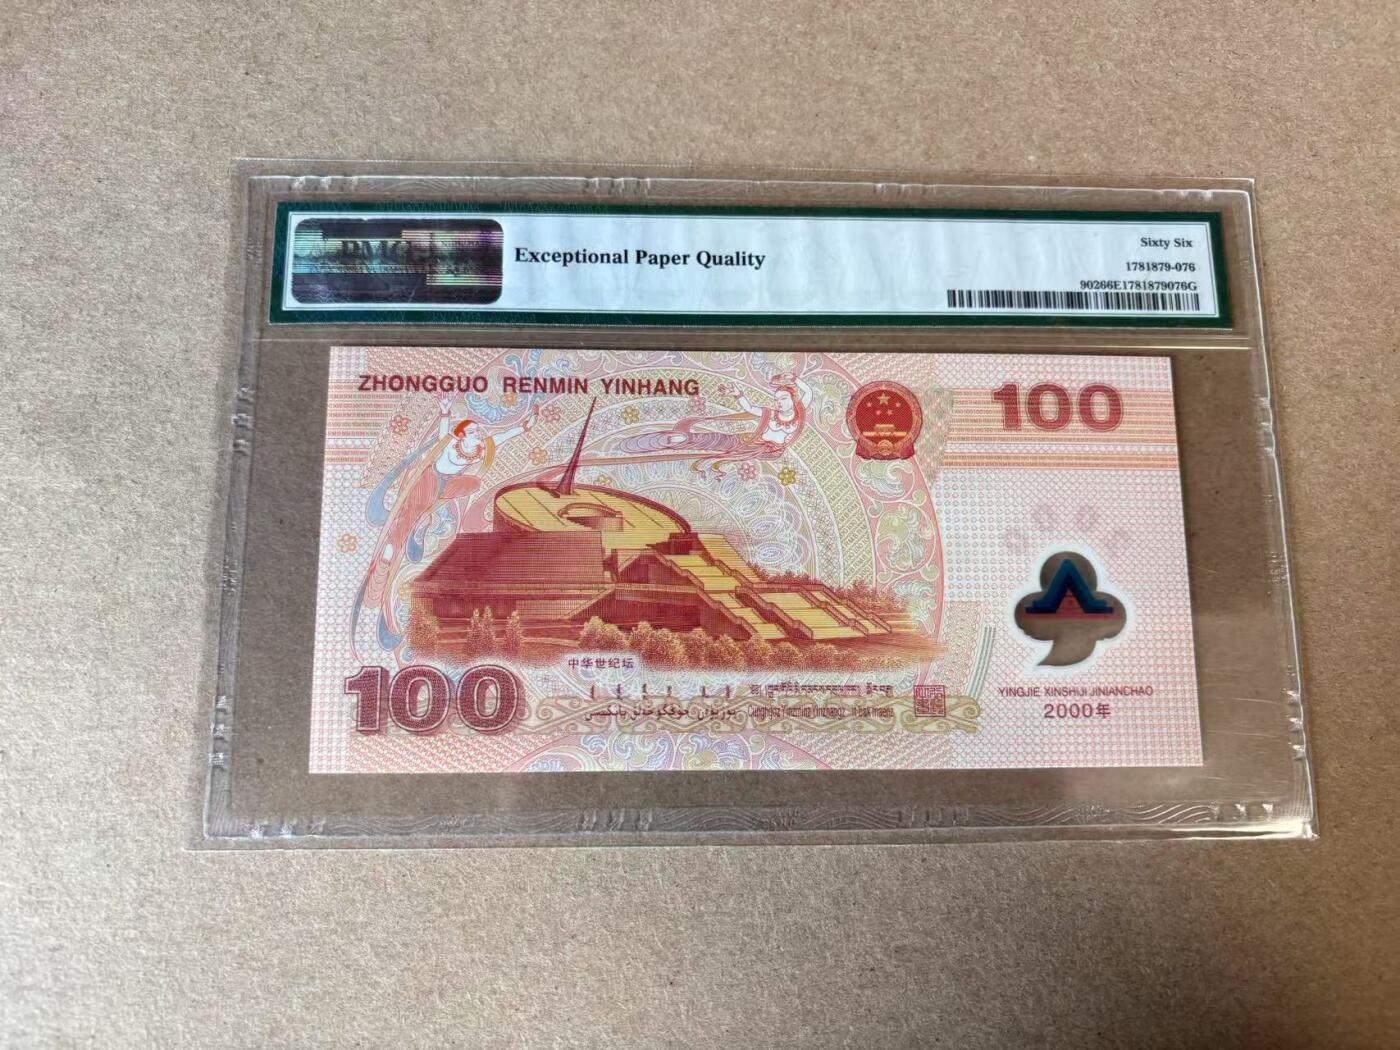 PMG
Exceptional Paper Quality
Sixty Six
1781879-076
90266E1781879076G
ZHONGGUO RENMIN YINHANG
100
中华世纪坛
100
YINGJIE XINSHIJI JINIANCHAO
2000年